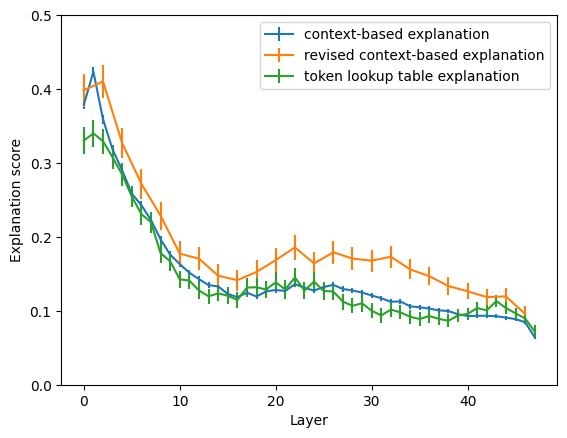 0.5
0.4
0.3
0.2
0.1
0.0
Explanation score
context-based explanation
revised context-based explanation
token lookup table explanation
0 10 20 30 40
Layer